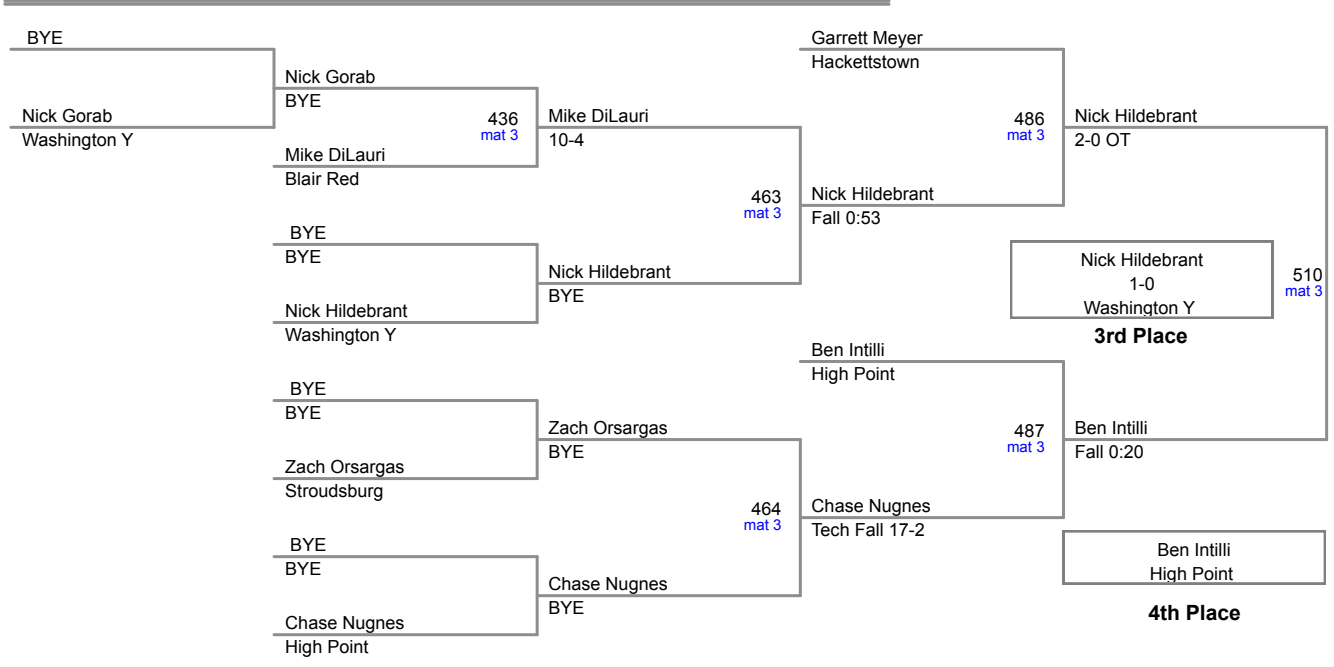 BYE
Nick Gorab
Washington Y
Nick Gorab
BYE
436
mat 3
Mike DiLauri
Blair Red
Mike DiLauri
10-4
BYE
BYE
Nick Hildebrant
Washington Y
Nick Hildebrant
BYE
463
mat 3
Nick Hildebrant
Fall 0:53
Garrett Meyer
Hackettstown
486
mat 3
Nick Hildebrant
2-0 OT
Nick Hildebrant
1-0
Washington Y
3rd Place
510
mat 3
BYE
BYE
Zach Orsargas
Stroudsburg
Zach Orsargas
BYE
BYE
BYE
Chase Nugnes
High Point
Chase Nugnes
BYE
464
mat 3
Chase Nugnes
Tech Fall 17-2
Ben Intilli
High Point
487
mat 3
Ben Intilli
Fall 0:20
Ben Intilli
High Point
4th Place